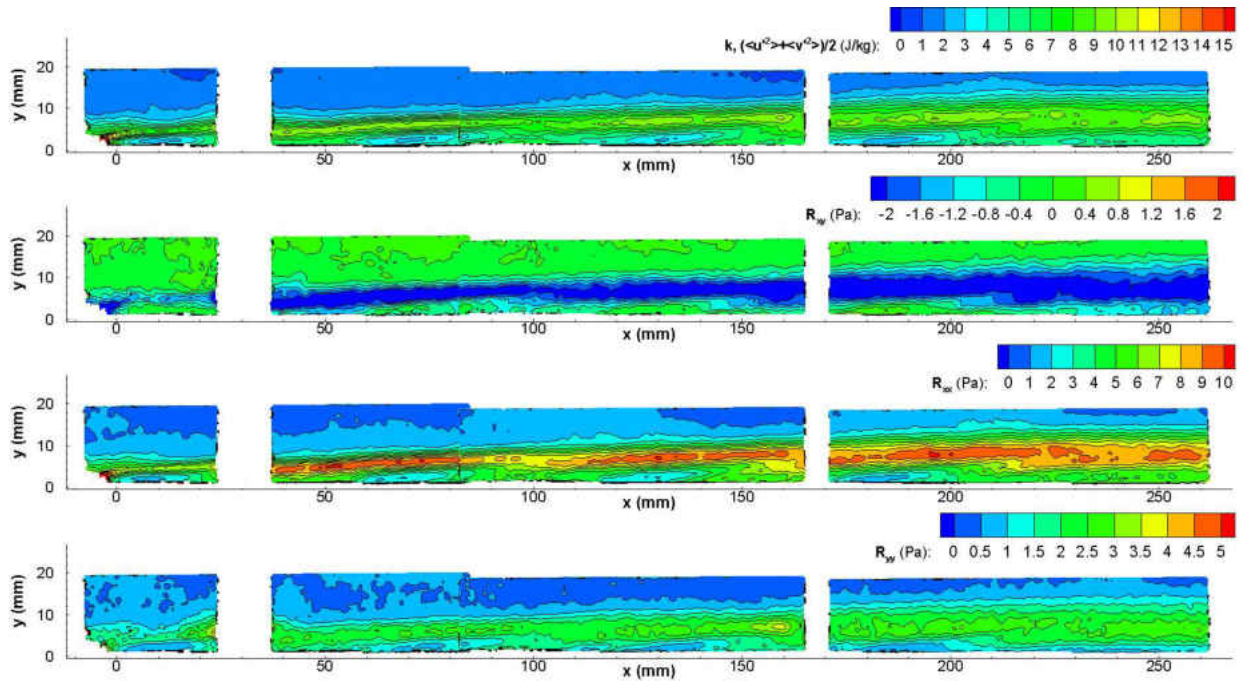 k, (<u'²>+<v'²>)/2 (J/kg): 0 1 2 3 4 5 6 7 8 9 10 11 12 13 14 15
y (mm)
20
10
0
0 50 100 150 200 250
x (mm)
R_xy (Pa): -2 -1.6 -1.2 -0.8 -0.4 0 0.4 0.8 1.2 1.6 2
y (mm)
20
10
0
0 50 100 150 200 250
x (mm)
R_xx (Pa): 0 1 2 3 4 5 6 7 8 9 10
y (mm)
20
10
0
0 50 100 150 200 250
x (mm)
R_yy (Pa): 0 0.5 1 1.5 2 2.5 3 3.5 4 4.5 5
y (mm)
20
10
0
0 50 100 150 200 250
x (mm)